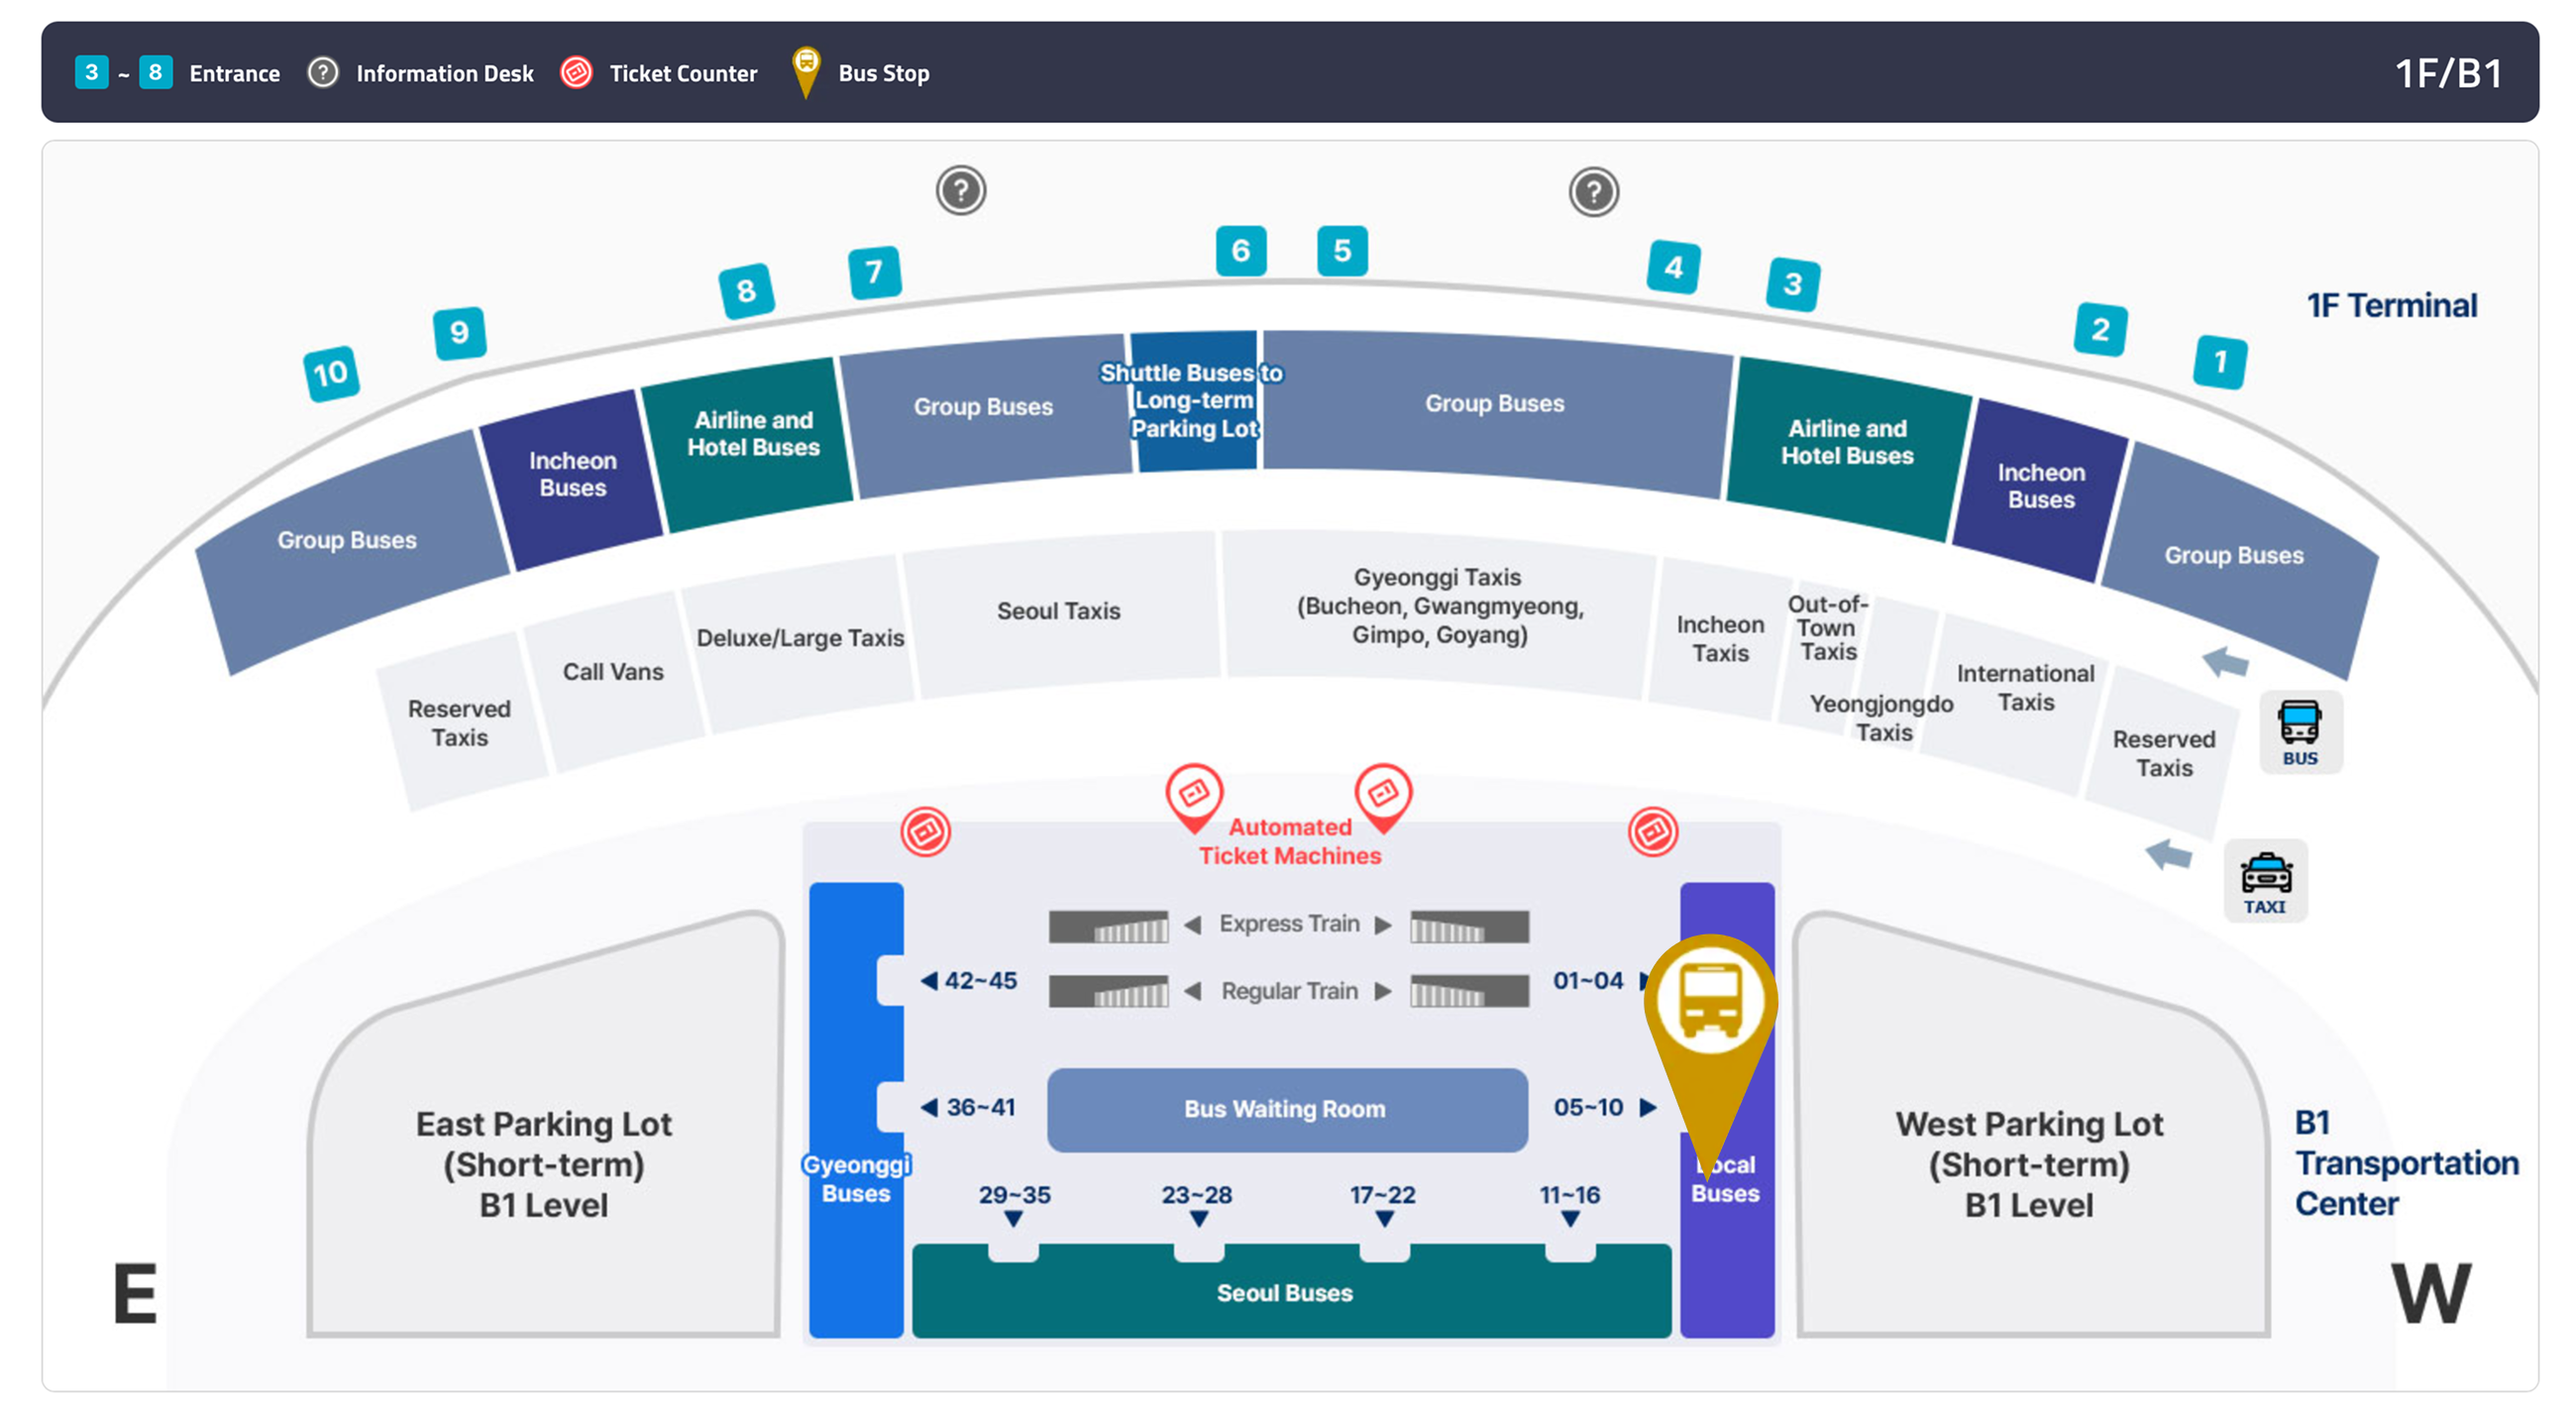 3 ~ 8 Entrance
? Information Desk
Ticket Counter
Bus Stop
1F/B1
?
?
6
5
7
4
8
3
9
2
10
1
1F Terminal
Group Buses
Incheon
Buses
Airline and
Hotel Buses
Group Buses
Shuttle Buses to
Long-term
Parking Lot
Group Buses
Airline and
Hotel Buses
Incheon
Buses
Group Buses
Reserved
Taxis
Call Vans
Deluxe/Large Taxis
Seoul Taxis
Gyeonggi Taxis
(Bucheon, Gwangmyeong,
Gimpo, Goyang)
Incheon
Taxis
Out-of-
Town
Taxis
Yeongjongdo
Taxis
International
Taxis
Reserved
Taxis
BUS
TAXI
Automated
Ticket Machines
Express Train
42~45
Regular Train
01~04
36~41
Bus Waiting Room
05~10
Gyeonggi
Buses
29~35
23~28
17~22
11~16
Local
Buses
Seoul Buses
East Parking Lot
(Short-term)
B1 Level
West Parking Lot
(Short-term)
B1 Level
B1
Transportation
Center
E
W